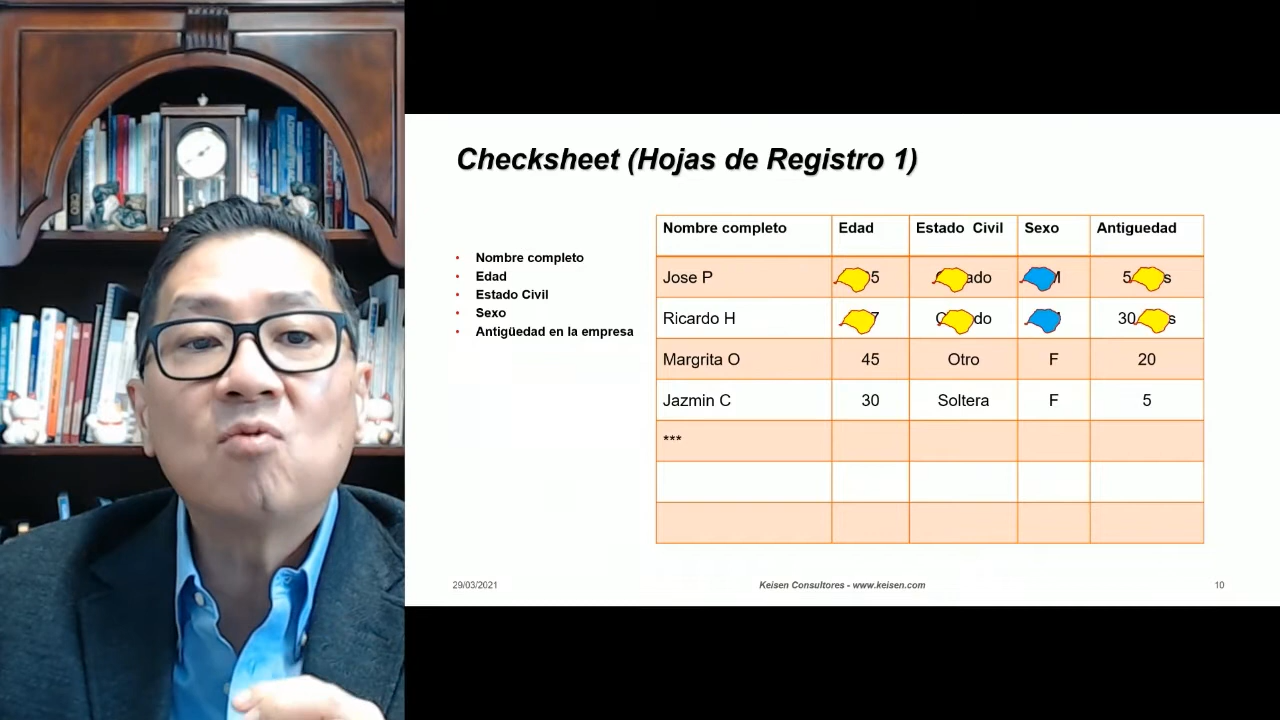 Checksheet (Hojas de Registro 1)
• Nombre completo
• Edad
• Estado Civil
• Sexo
• Antigüedad en la empresa
Nombre completo Edad Estado Civil Sexo Antiguedad
Jose P
Ricardo H
Margrita O 45 Otro F 20
Jazmin C 30 Soltera F 5
***
29/03/2021 Keisen Consultores - www.keisen.com 10